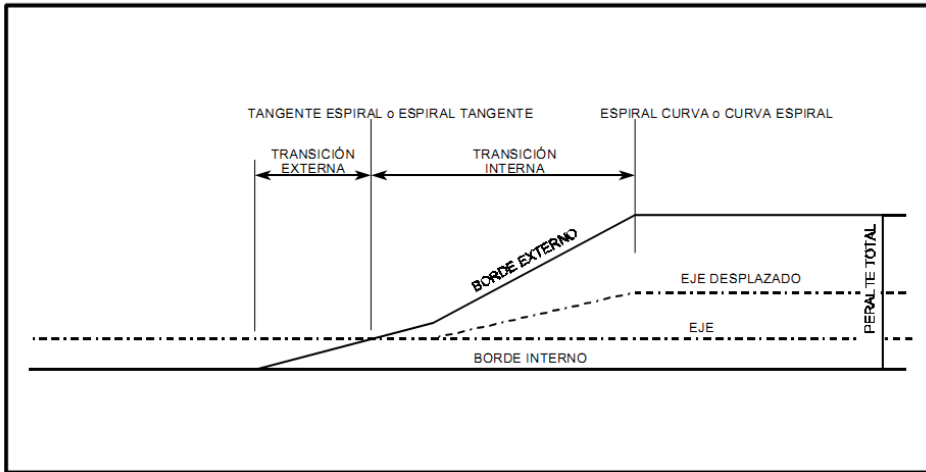 TANGENTE ESPIRAL o ESPIRAL TANGENTE
ESPIRAL CURVA o CURVA ESPIRAL
TRANSICIÓN
EXTERNA
TRANSICIÓN
INTERNA
BORDE EXTERNO
EJE DESPLAZADO
EJE
BORDE INTERNO
PERALTE TOTAL